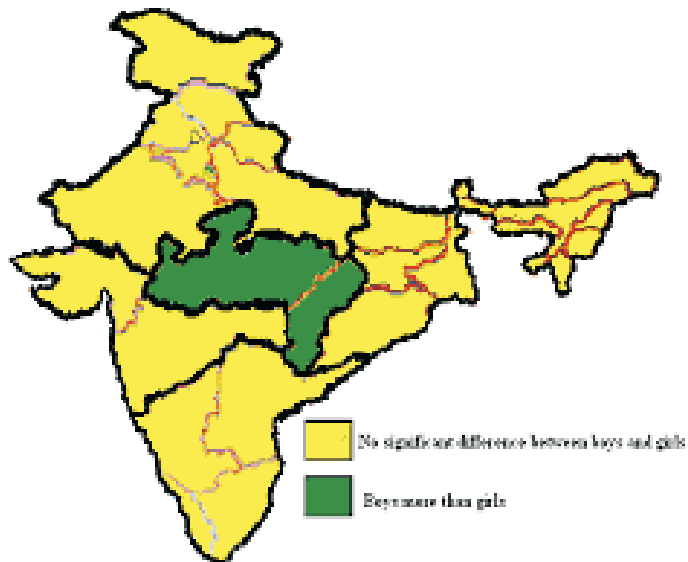 No significant difference between boys and girls
Boys more than girls